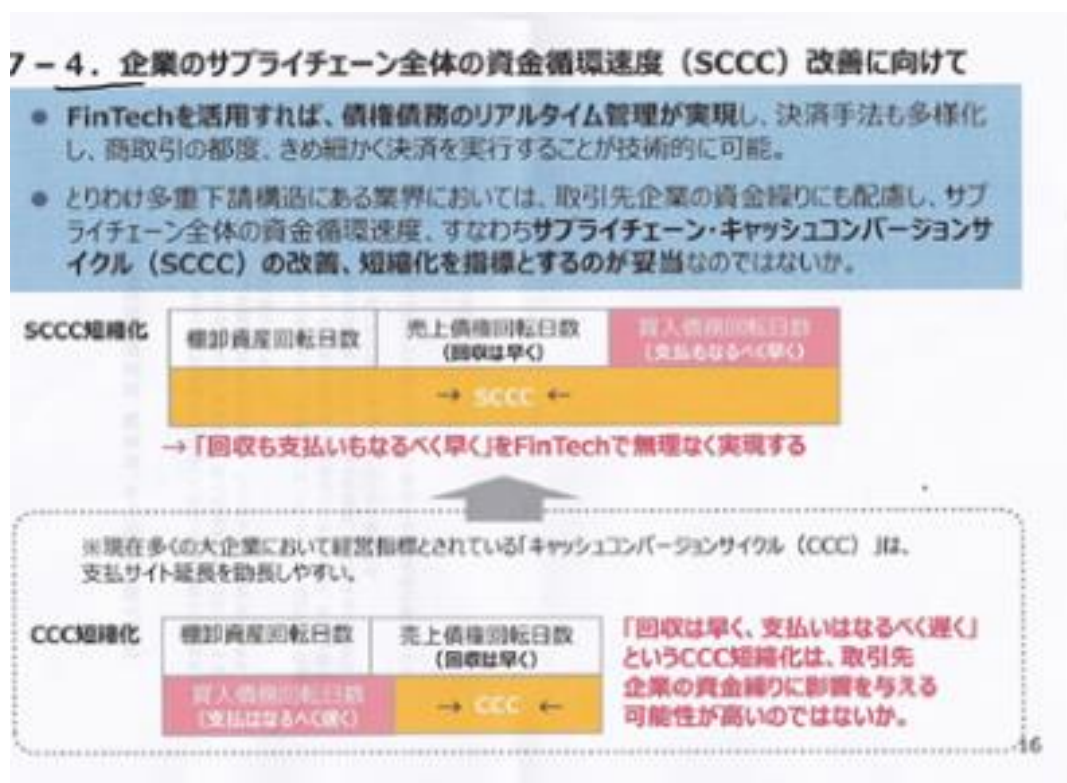 7-4．企業のサプライチェーン全体の資金循環速度（SCCC）改善に向けて
● FinTechを活用すれば、債権債務のリアルタイム管理が実現し、決済手法も多様化
し、商取引の都度、きめ細かく決済を実行することが技術的に可能。
● とりわけ多重下請構造にある業界においては、取引先企業の資金繰りにも配慮し、サプ
ライチェーン全体の資金循環速度、すなわちサプライチェーン・キャッシュコンバージョンサ
イクル（SCCC）の改善、短縮化を指標とするのが妥当なのではないか。
SCCC短縮化
棚卸資産回転日数
売上債権回転日数
（回収は早く）
買入債務回転日数
（支払もなるべく早く）
→ SCCC ←
→「回収も支払いもなるべく早く」をFinTechで無理なく実現する
※現在多くの大企業において経営指標とされている「キャッシュコンバージョンサイクル（CCC）」は、
支払サイト延長を助長しやすい。
CCC短縮化
棚卸資産回転日数
売上債権回転日数
（回収は早く）
買入債務回転日数
（支払はなるべく遅く）
→ CCC ←
「回収は早く、支払いはなるべく遅く」
というCCC短縮化は、取引先
企業の資金繰りに影響を与える
可能性が高いのではないか。
16